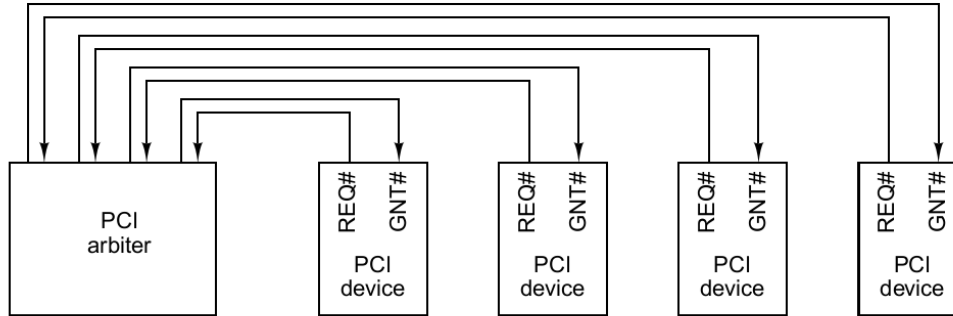 PCI
arbiter
REQ#
GNT#
PCI
device
REQ#
GNT#
PCI
device
REQ#
GNT#
PCI
device
REQ#
GNT#
PCI
device